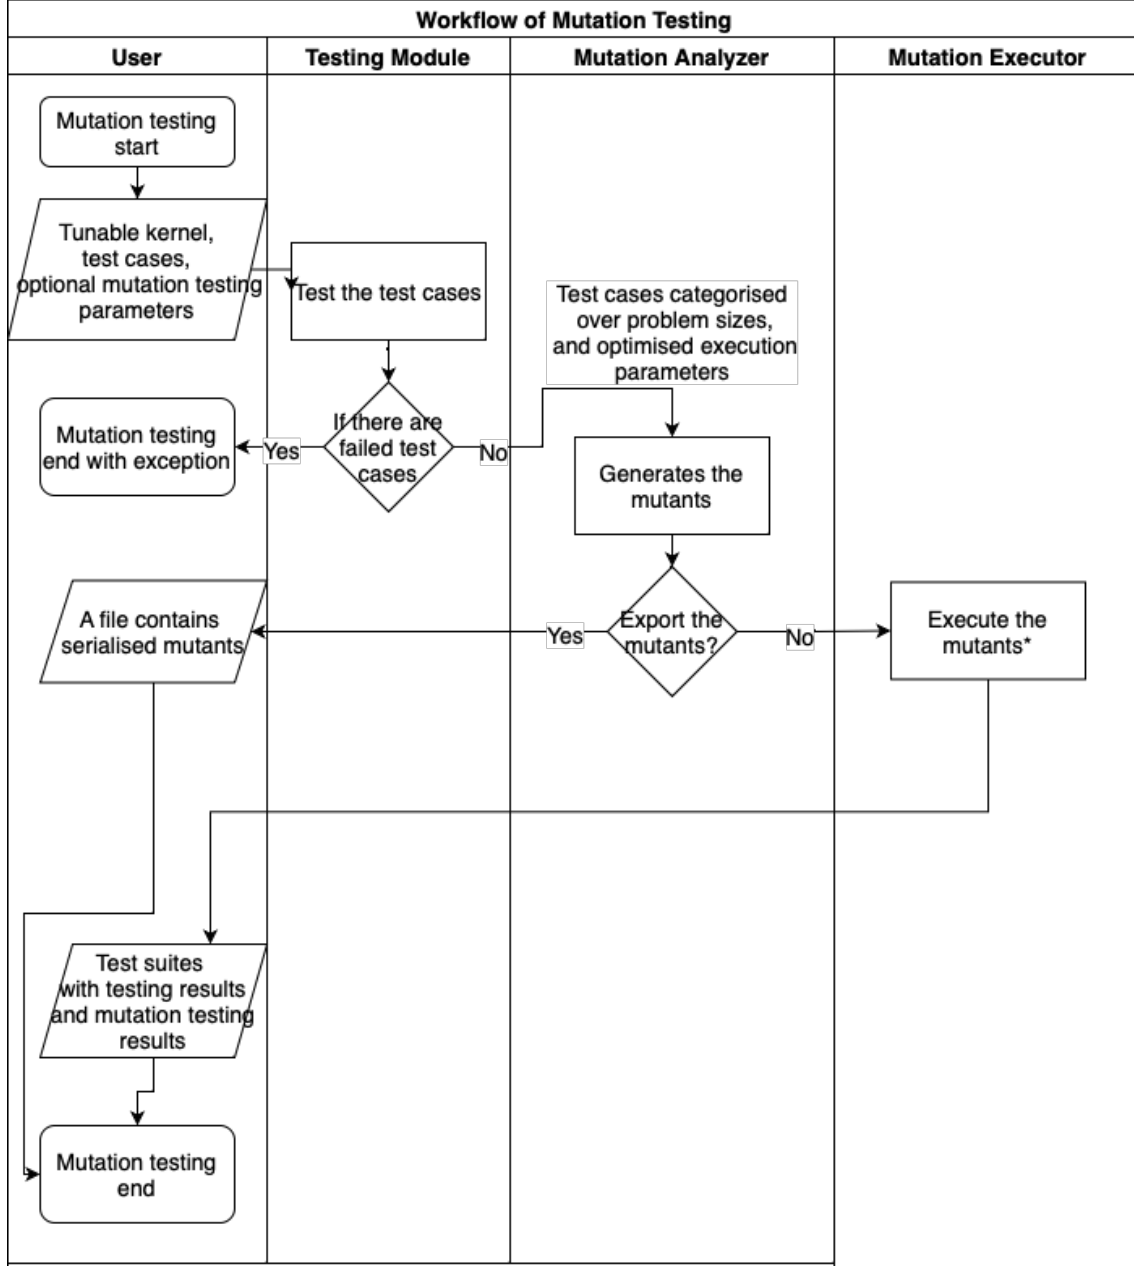 Workflow of Mutation Testing
User
Testing Module
Mutation Analyzer
Mutation Executor
Mutation testing
start
Tunable kernel,
test cases,
optional mutation testing
parameters
Test the test cases
Test cases categorised
over problem sizes,
and optimised execution
parameters
If there are
failed test
cases
Yes
No
Mutation testing
end with exception
Generates the
mutants
Export the
mutants?
Yes
No
A file contains
serialised mutants
Execute the
mutants*
Test suites
with testing results
and mutation testing
results
Mutation testing
end